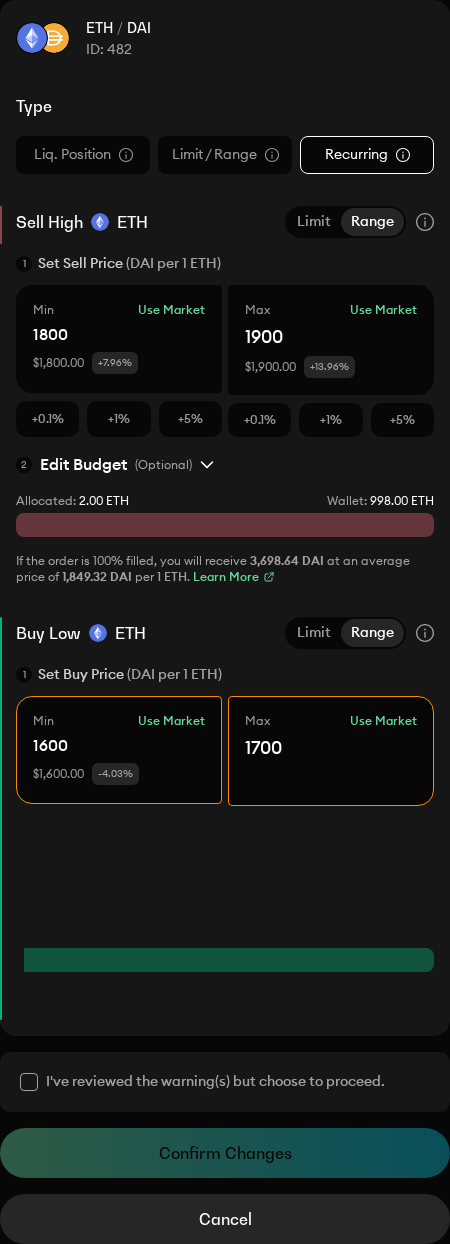 ETH / DAI
ID: 482
Type
Liq. Position
Limit / Range
Recurring
Sell High ETH
Limit Range
1 Set Sell Price (DAI per 1 ETH)
Min Use Market
1800
$1,800.00 +7.96%
Max Use Market
1900
$1,900.00 +13.96%
+0.1% +1% +5%
+0.1% +1% +5%
2 Edit Budget (Optional)
Allocated: 2.00 ETH Wallet: 998.00 ETH
If the order is 100% filled, you will receive 3,698.64 DAI at an average
price of 1,849.32 DAI per 1 ETH. Learn More
Buy Low ETH
Limit Range
1 Set Buy Price (DAI per 1 ETH)
Min Use Market
1600
$1,600.00 -4.03%
Max Use Market
1700
I've reviewed the warning(s) but choose to proceed.
Confirm Changes
Cancel